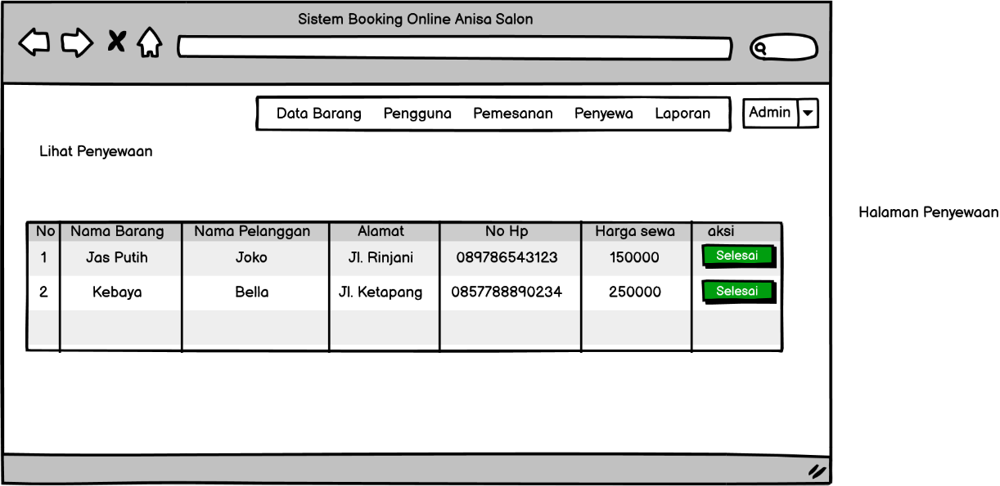 Sistem Booking Online Anisa Salon
Data Barang Pengguna Pemesanan Penyewa Laporan Admin
Lihat Penyewaan
Halaman Penyewaan
No Nama Barang Nama Pelanggan Alamat No Hp Harga sewa aksi
1 Jas Putih Joko Jl. Rinjani 089786543123 150000 Selesai
2 Kebaya Bella Jl. Ketapang 0857788890234 250000 Selesai